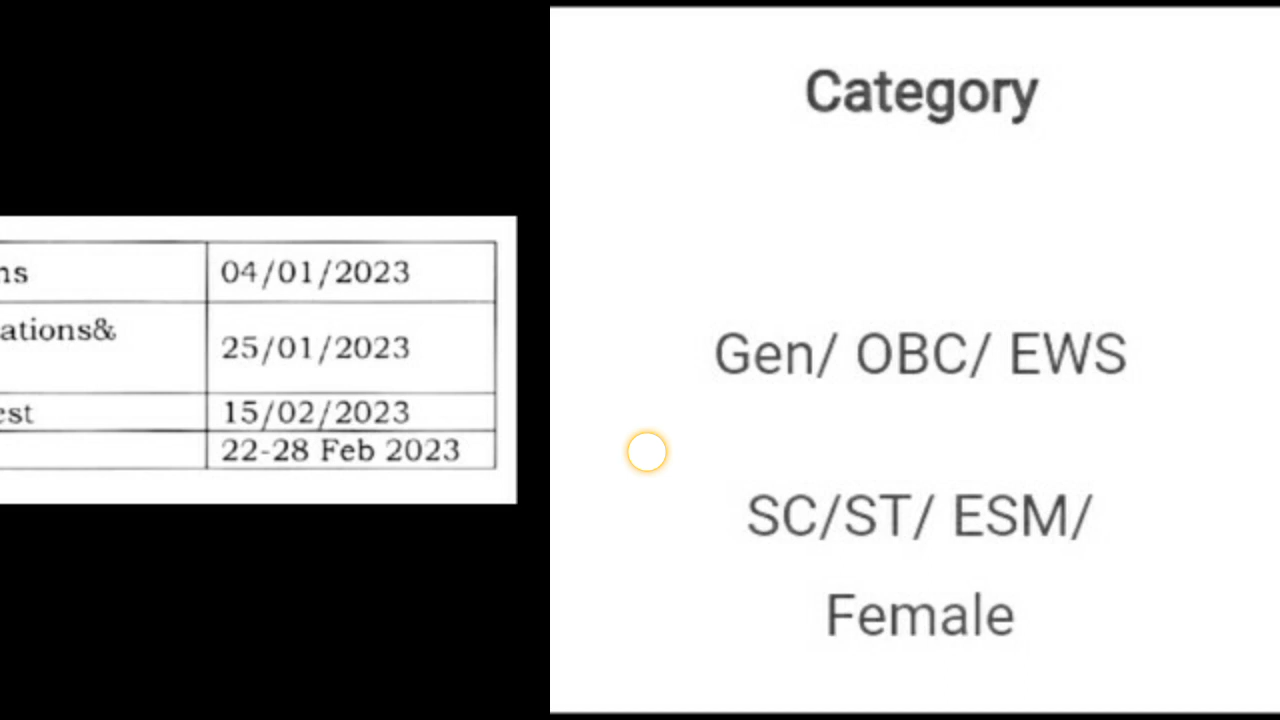 ns 04/01/2023
ations&
25/01/2023
est 15/02/2023
22-28 Feb 2023
Category
Gen/ OBC/ EWS
SC/ST/ ESM/
Female